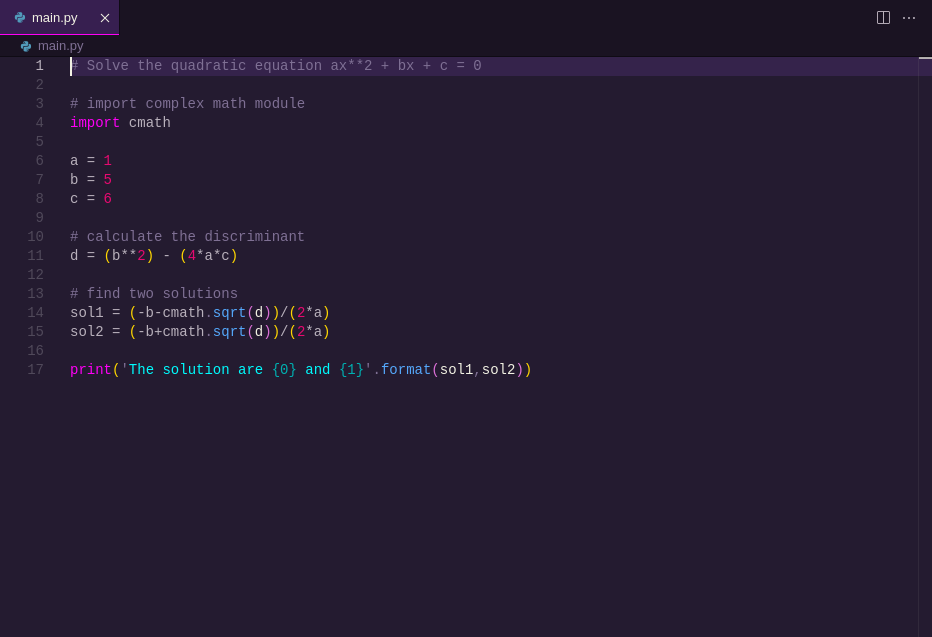 main.py
main.py
1 # Solve the quadratic equation ax**2 + bx + c = 0
2
3 # import complex math module
4 import cmath
5
6 a = 1
7 b = 5
8 c = 6
9
10 # calculate the discriminant
11 d = (b**2) - (4*a*c)
12
13 # find two solutions
14 sol1 = (-b-cmath.sqrt(d))/(2*a)
15 sol2 = (-b+cmath.sqrt(d))/(2*a)
16
17 print('The solution are {0} and {1}'.format(sol1,sol2))